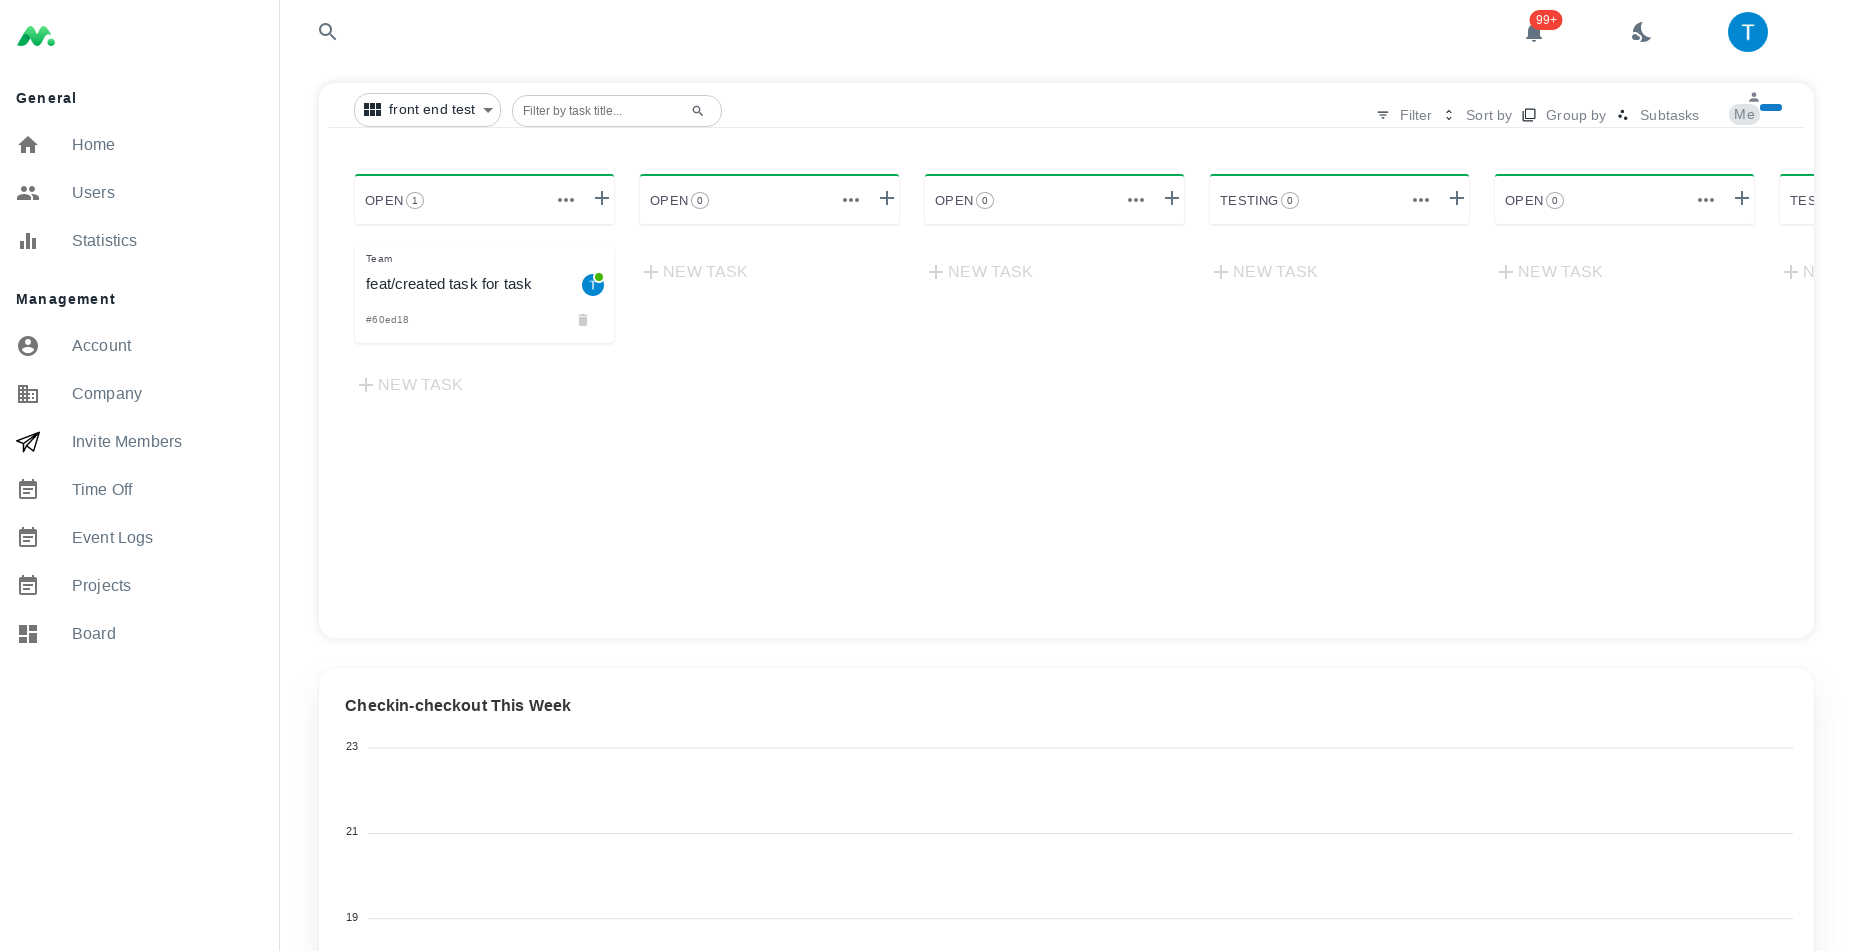 General
Home
Users
Statistics
Management
Account
Company
Invite Members
Time Off
Event Logs
Projects
Board
99+
T
front end test
Filter by task title...
Filter
Sort by
Group by
Subtasks
Me
OPEN 1
OPEN 0
OPEN 0
TESTING 0
OPEN 0
TES
Team
feat/created task for task
T
#60ed18
NEW TASK
NEW TASK
NEW TASK
NEW TASK
NEW TASK
N
Checkin-checkout This Week
23
21
19